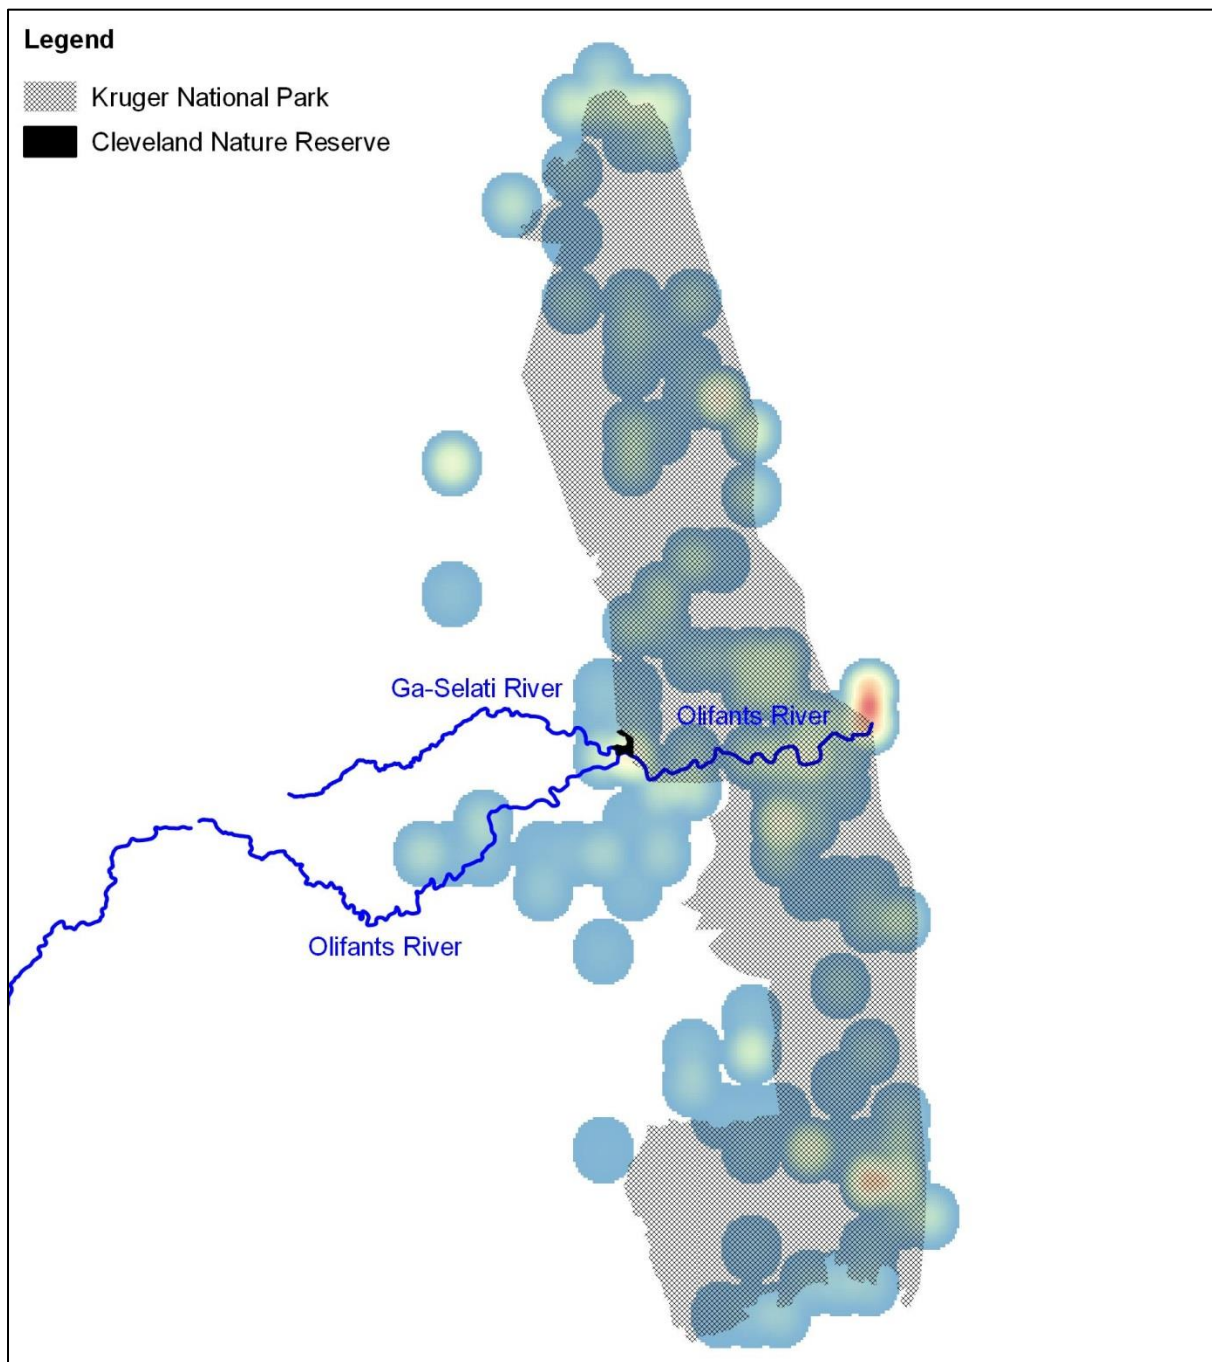 Legend
Kruger National Park
Cleveland Nature Reserve
Ga-Selati River
Olifants River
Olifants River